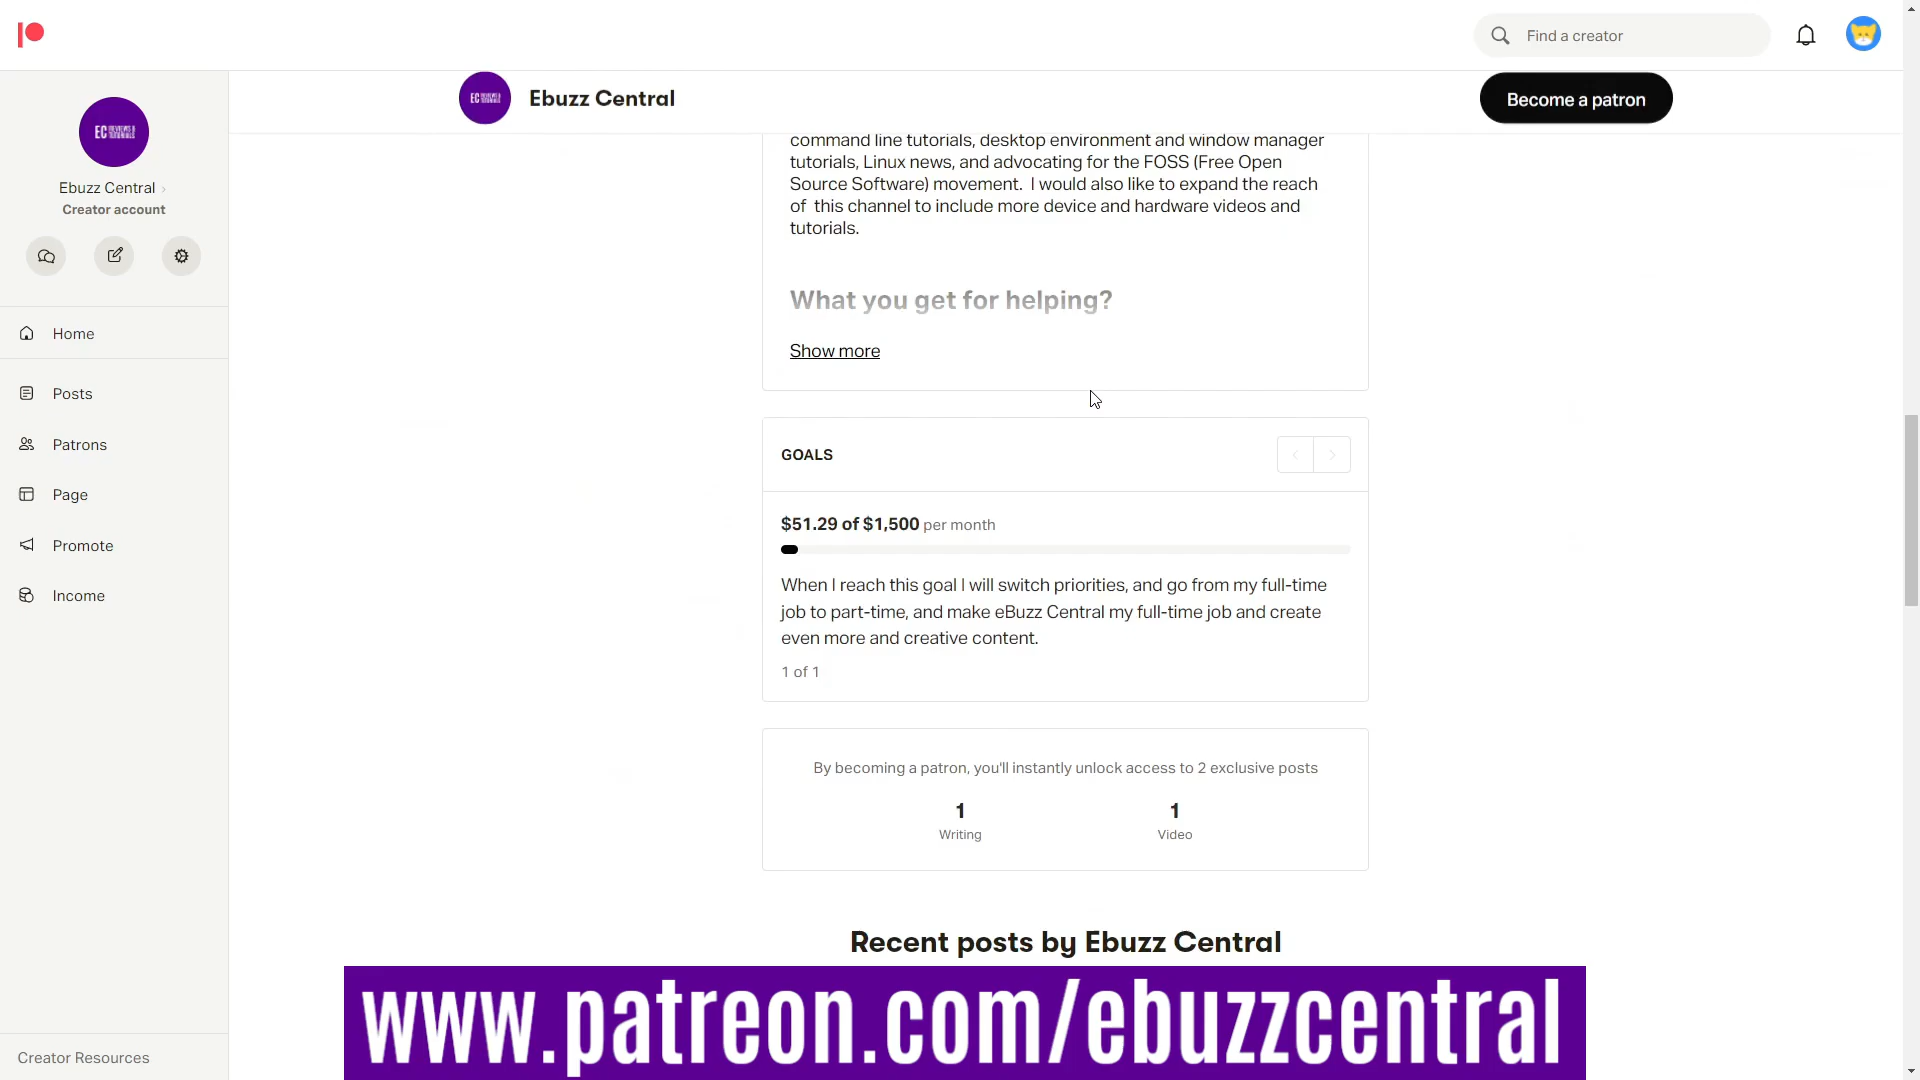 Find a creator
EC REVIEWS & TUTORIALS
Ebuzz Central
Become a patron
EC REVIEWS & TUTORIALS
Ebuzz Central
Creator account
Home
Posts
Patrons
Page
Promote
Income
Creator Resources
command line tutorials, desktop environment and window manager
tutorials, Linux news, and advocating for the FOSS (Free Open
Source Software) movement.  I would also like to expand the reach
of  this channel to include more device and hardware videos and
tutorials.
What you get for helping?
Show more
GOALS
$51.29 of $1,500 per month
When I reach this goal I will switch priorities, and go from my full-time
job to part-time, and make eBuzz Central my full-time job and create
even more and creative content.
1 of 1
By becoming a patron, you'll instantly unlock access to 2 exclusive posts
1
Writing
1
Video
Recent posts by Ebuzz Central
www.patreon.com/ebuzzcentral